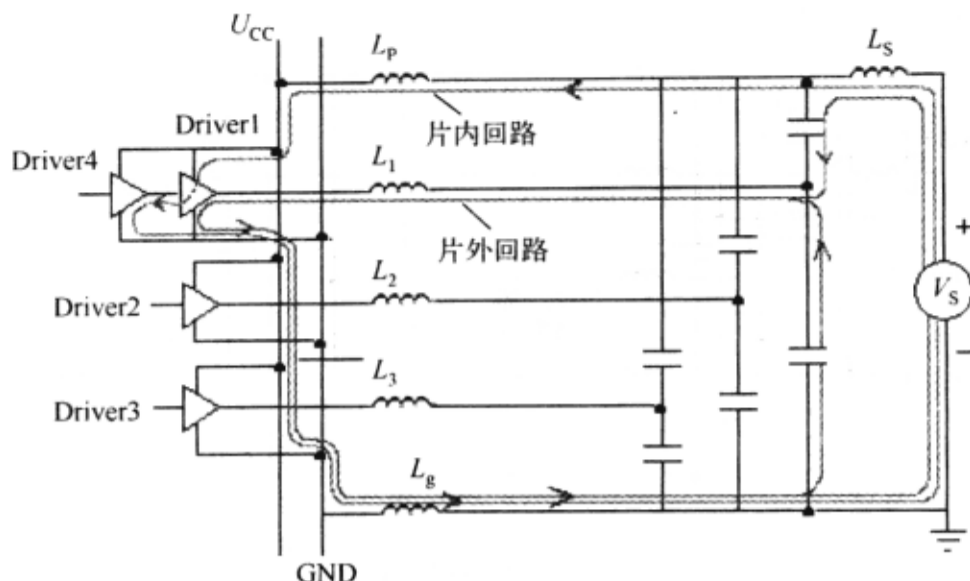 U_CC
L_P
L_S
片内回路
Driver1
Driver4
L_1
片外回路
+
L_2
Driver2
V_S
−
L_3
Driver3
L_g
GND